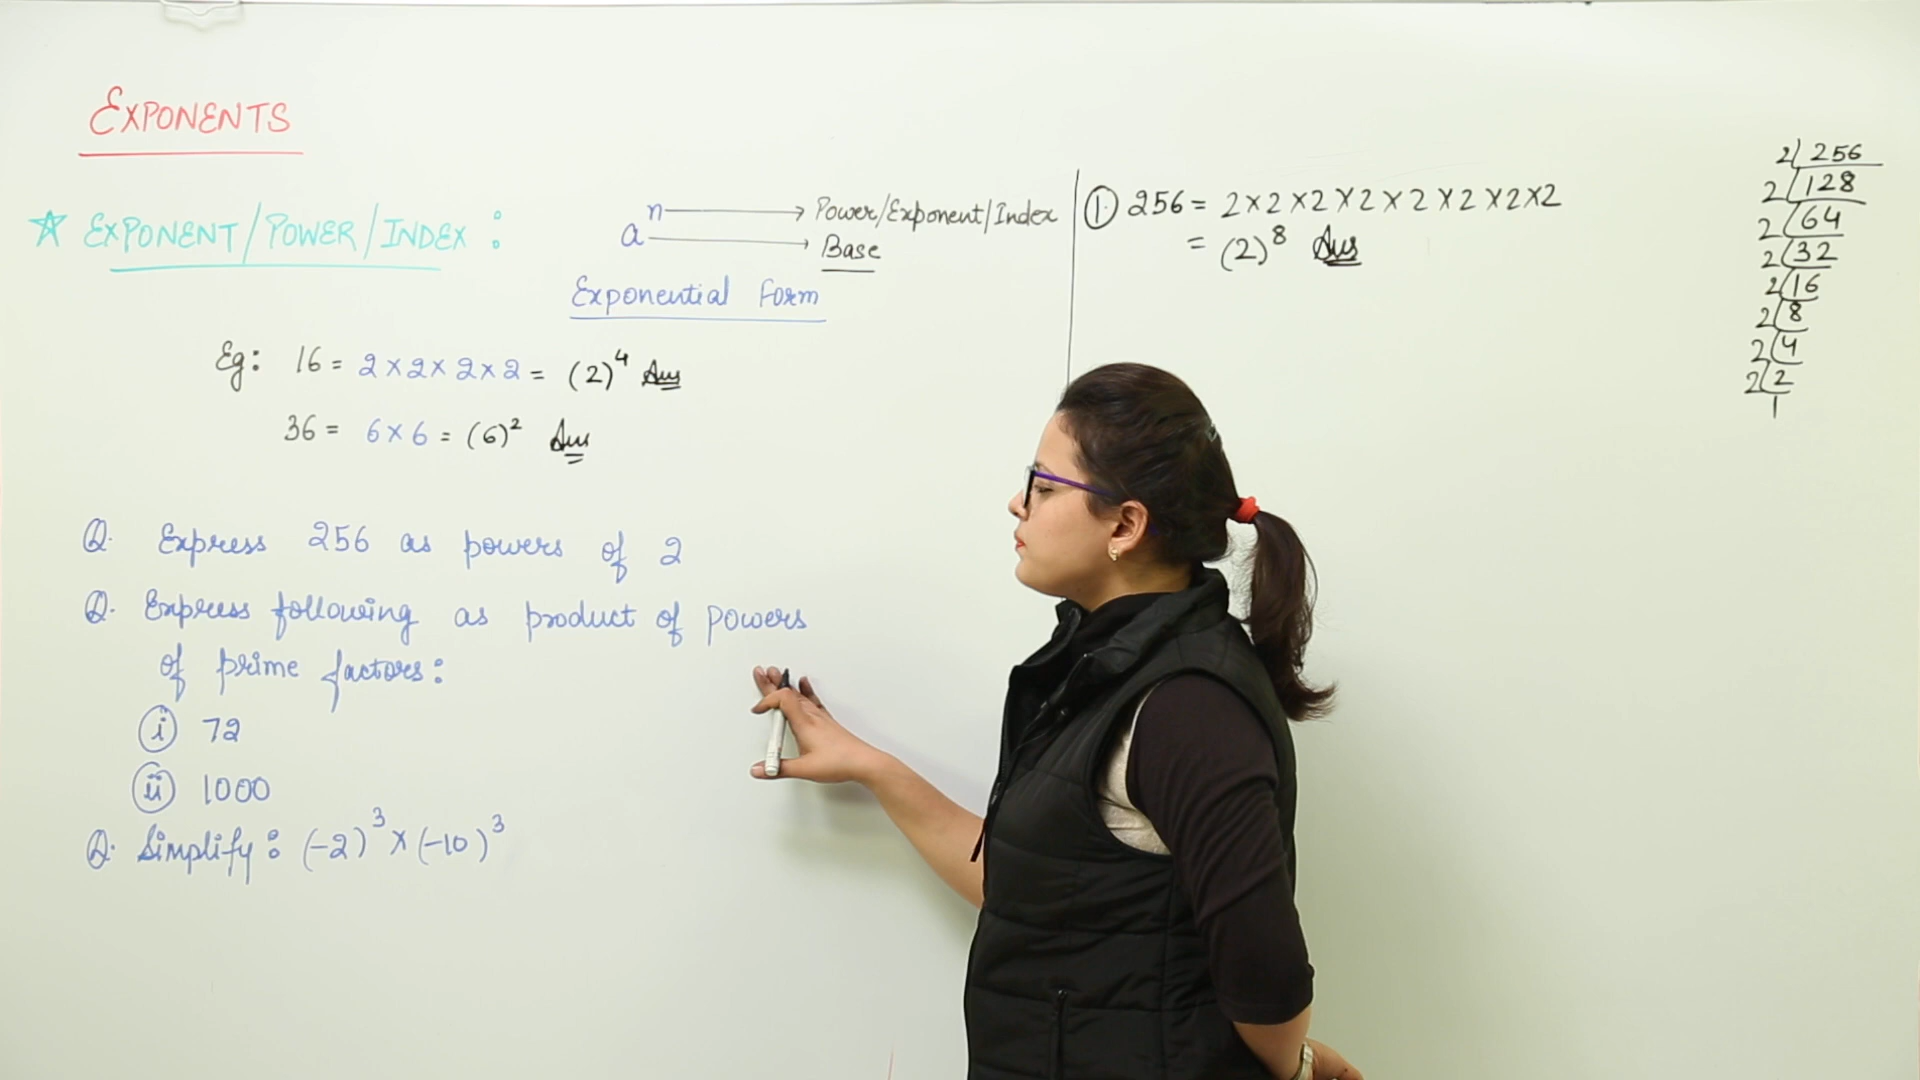 EXPONENTS
☆ EXPONENT/POWER/INDEX :
aⁿ → Power/Exponent/Index
→ Base
Exponential Form
Eg: 16 = 2×2×2×2 = (2)⁴ Ans
36 = 6×6 = (6)² Ans
Q. Express 256 as powers of 2
Q. Express following as product of powers
of prime factors:
(i) 72
(ii) 1000
Q. Simplify: (-2)³ × (-10)³
(1.) 256 = 2×2×2×2×2×2×2×2
= (2)⁸ Ans
2 256
2 128
2 64
2 32
2 16
2 8
2 4
2 2
1